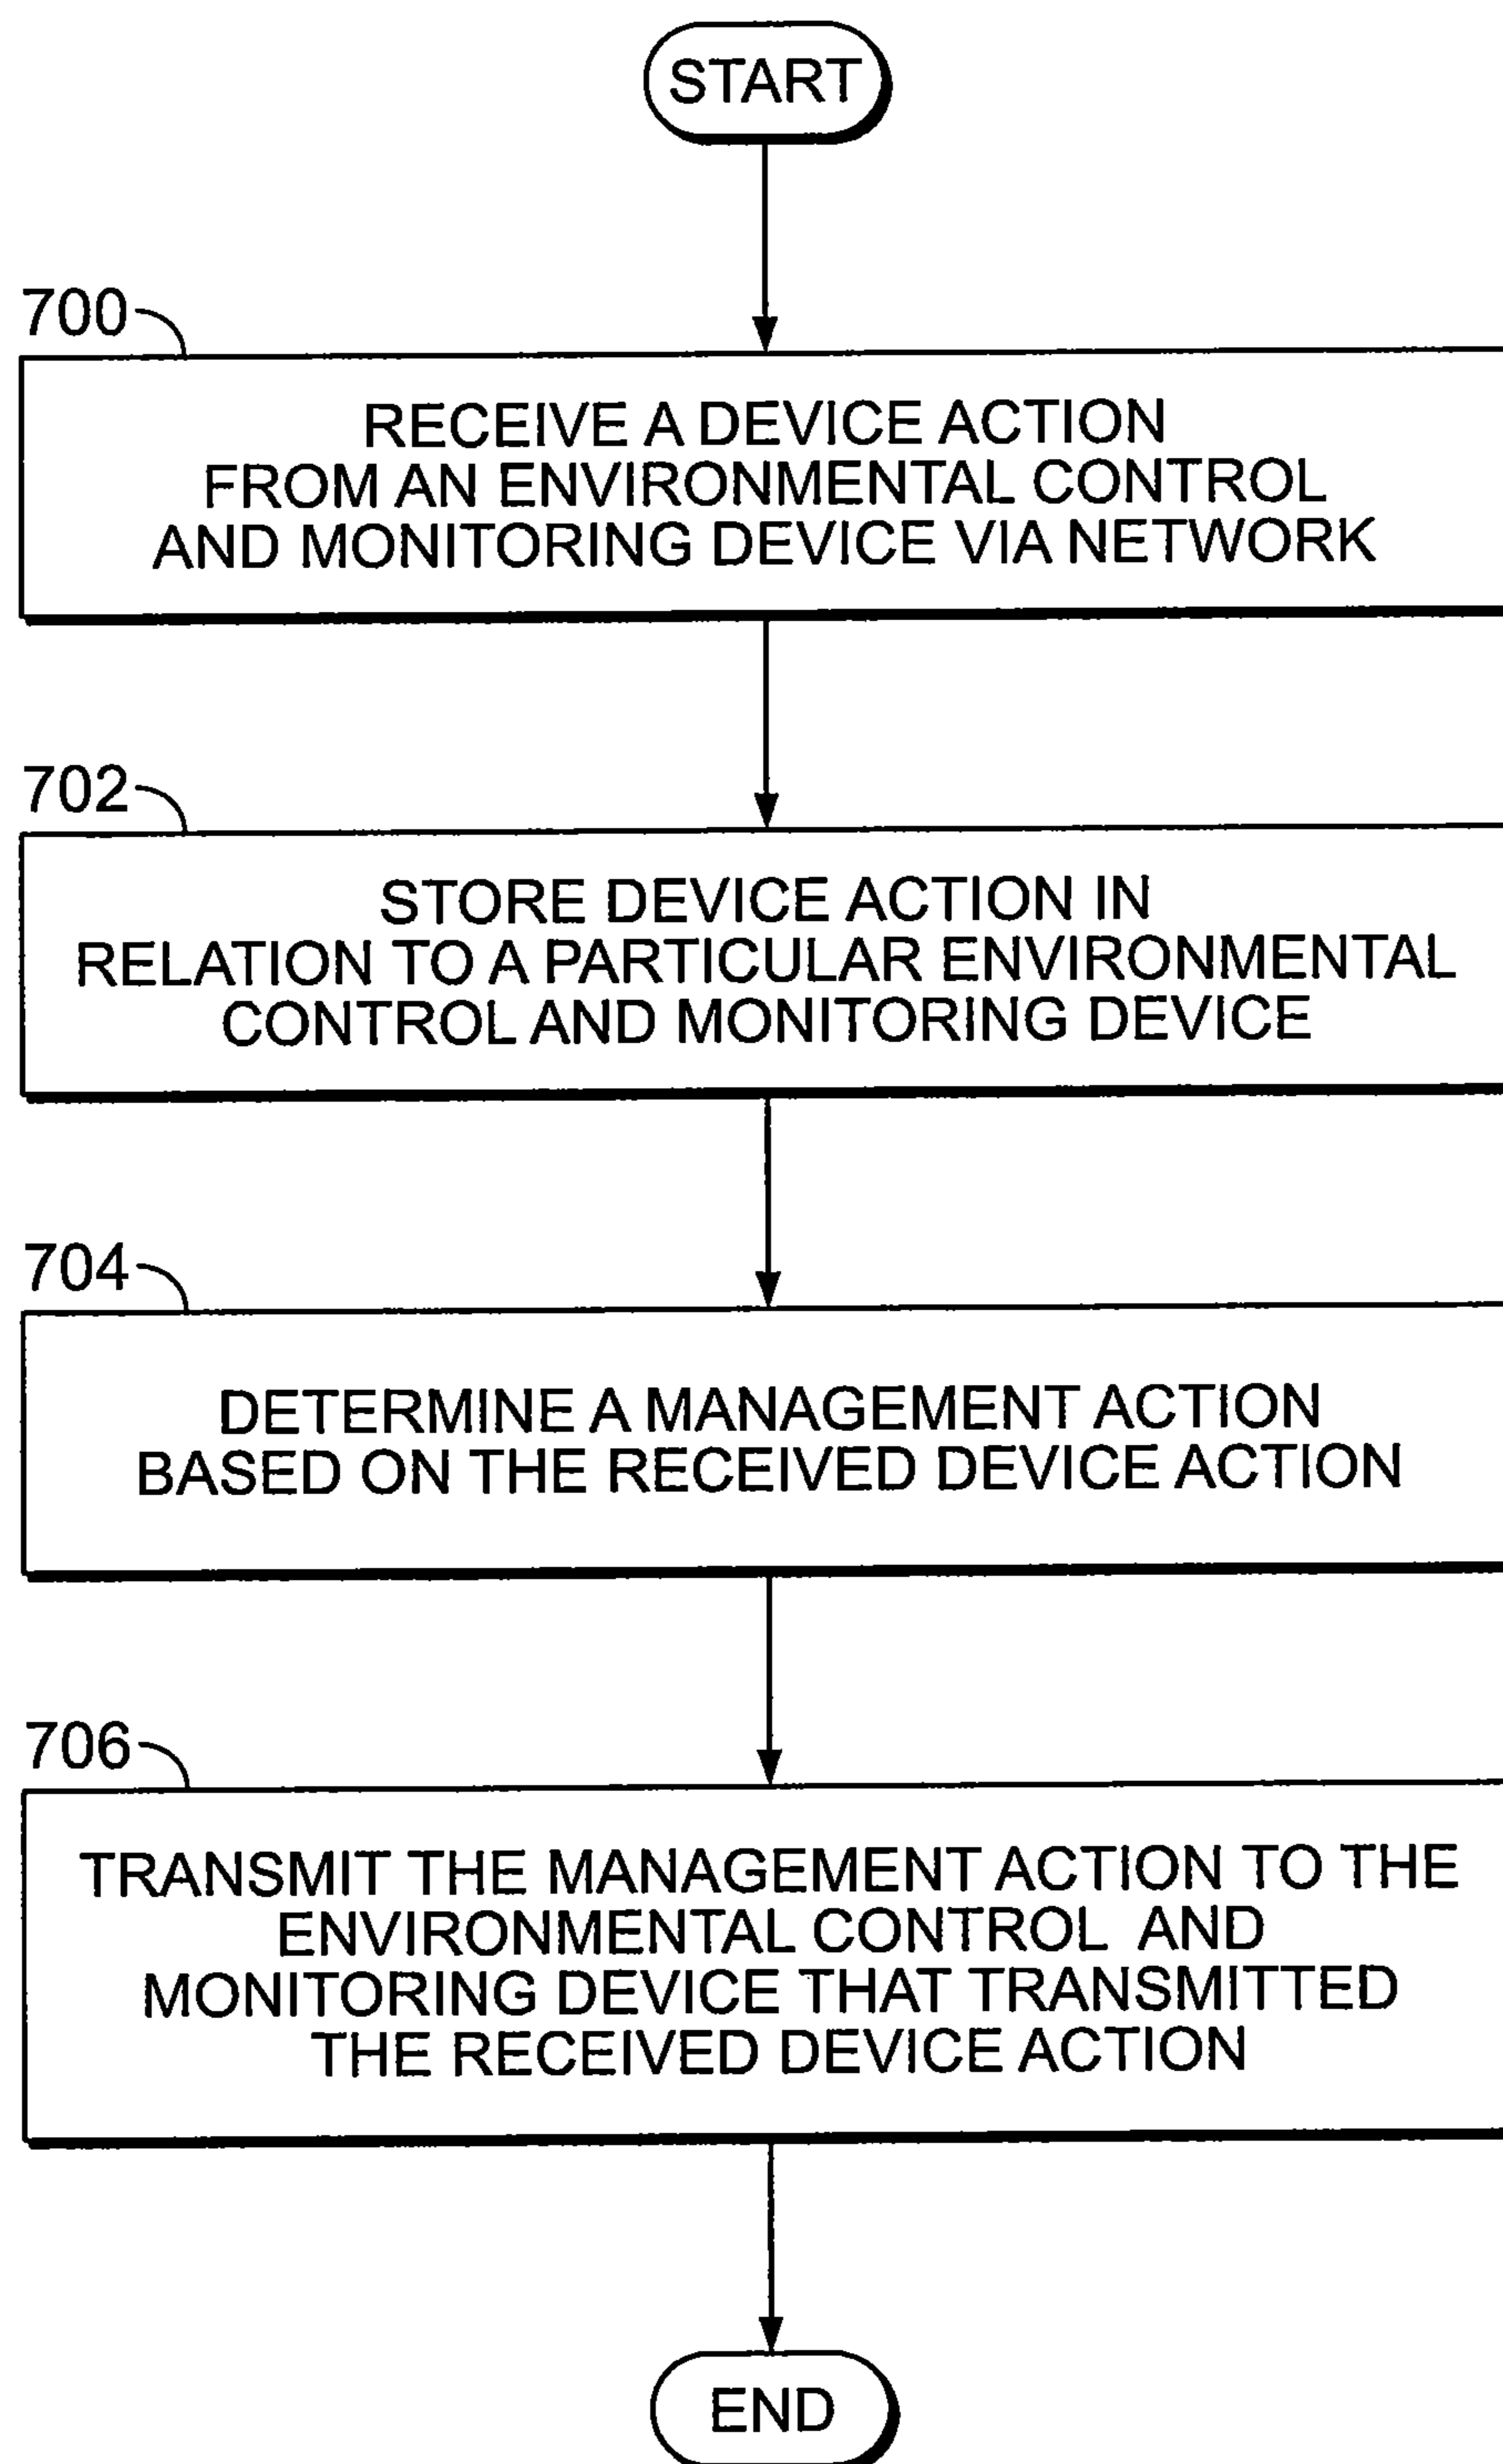 START
700
RECEIVE A DEVICE ACTION
FROM AN ENVIRONMENTAL CONTROL
AND MONITORING DEVICE VIA NETWORK
702
STORE DEVICE ACTION IN
RELATION TO A PARTICULAR ENVIRONMENTAL
CONTROL AND MONITORING DEVICE
704
DETERMINE A MANAGEMENT ACTION
BASED ON THE RECEIVED DEVICE ACTION
706
TRANSMIT THE MANAGEMENT ACTION TO THE
ENVIRONMENTAL CONTROL AND
MONITORING DEVICE THAT TRANSMITTED
THE RECEIVED DEVICE ACTION
END